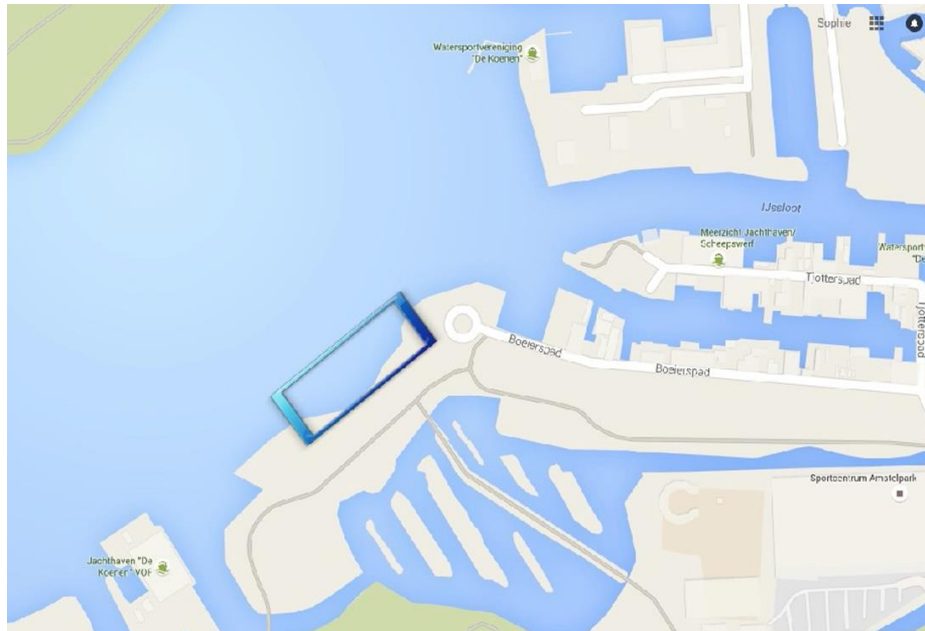 Sophie
Watersportvereniging
"De Koenen"
IJssloot
Meerzicht Jachthaven/
Scheepswerf
Watersport
"De
Tjotterspad
Tjotterspad
Boeierspad
Boeierspad
Sportcentrum Amstelpark
Jachthaven "De
Koenen" VOF